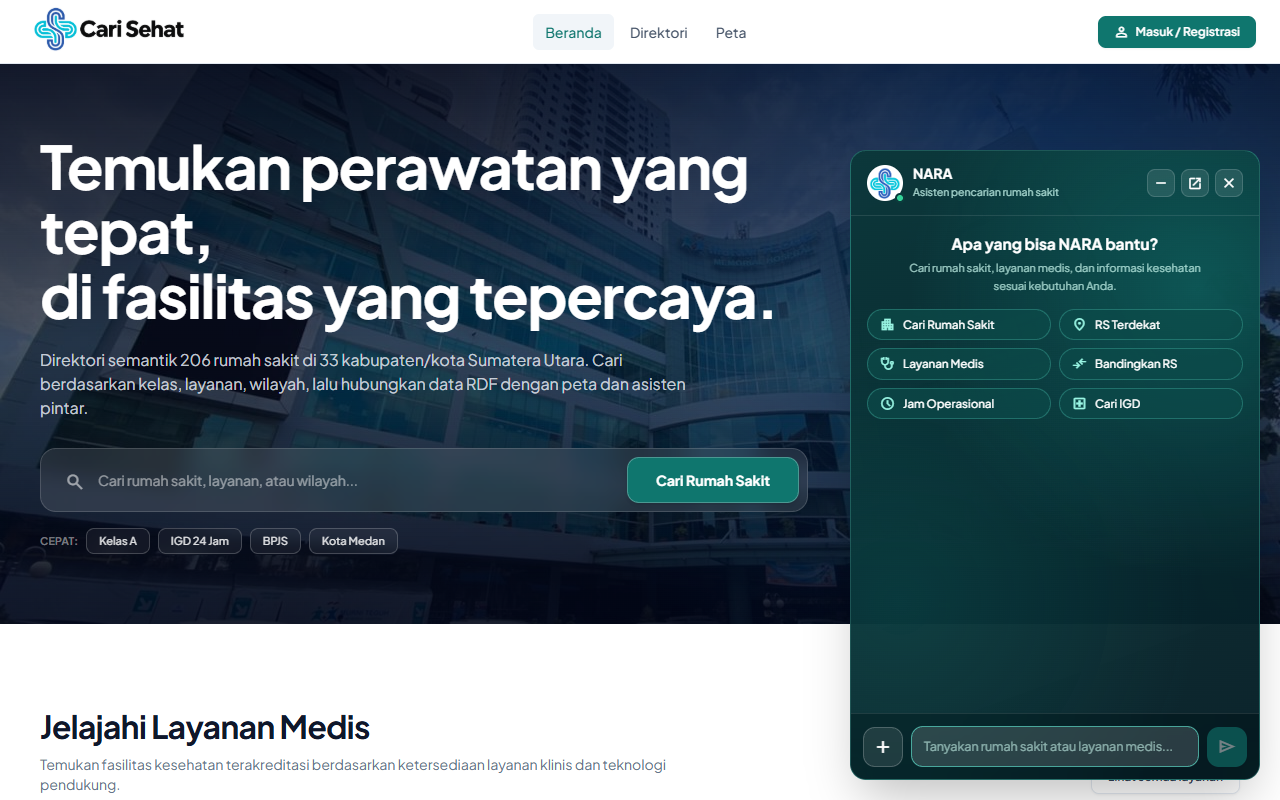 Cari Sehat
Beranda
Direktori
Peta
Masuk / Registrasi
Temukan perawatan yang
tepat,
di fasilitas yang tepercaya.
Direktori semantik 206 rumah sakit di 33 kabupaten/kota Sumatera Utara. Cari
berdasarkan kelas, layanan, wilayah, lalu hubungkan data RDF dengan peta dan asisten
pintar.
Cari rumah sakit, layanan, atau wilayah...
Cari Rumah Sakit
CEPAT:
Kelas A
IGD 24 Jam
BPJS
Kota Medan
NARA
Asisten pencarian rumah sakit
Apa yang bisa NARA bantu?
Cari rumah sakit, layanan medis, dan informasi kesehatan
sesuai kebutuhan Anda.
Cari Rumah Sakit
RS Terdekat
Layanan Medis
Bandingkan RS
Jam Operasional
Cari IGD
Tanyakan rumah sakit atau layanan medis...
Jelajahi Layanan Medis
Temukan fasilitas kesehatan terakreditasi berdasarkan ketersediaan layanan klinis dan teknologi
pendukung.